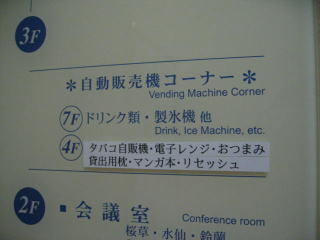 3F
＊自動販売機コーナー＊
Vending Machine Corner
7F ドリンク類・製氷機 他
Drink, Ice Machine, etc.
4F タバコ自販機・電子レンジ・おつまみ
貸出用枕・マンガ本・リセッシュ
2F ■ 会議室 Conference room
桜草・水仙・鈴蘭